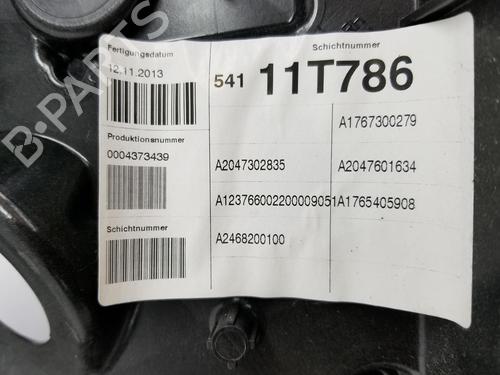 Fertigungsdatum
12.11.2013
Schichtnummer
541 11T786
Produktionsnummer
0004373439
A1767300279
A2047302835 A2047601634
A123766002200009051 A1765405908
Schichtnummer
A2468200100
B-PARTS